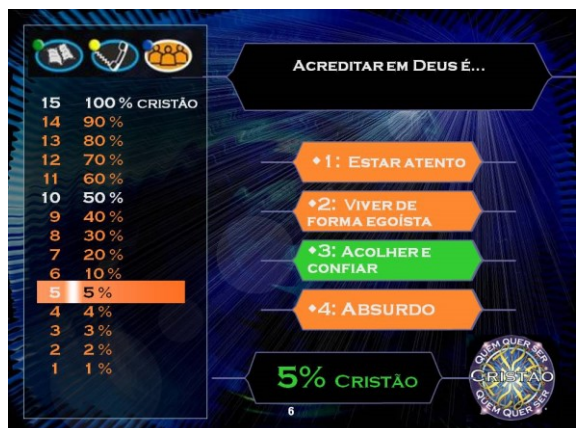 ACREDITAR EM DEUS É...
15 100 % CRISTÃO
14 90 %
13 80 %
12 70 %
11 60 %
10 50 %
9 40 %
8 30 %
7 20 %
6 10 %
5 5 %
4 4 %
3 3 %
2 2 %
1 1 %
1: ESTAR ATENTO
2: VIVER DE
FORMA EGOÍSTA
3: ACOLHER E
CONFIAR
4: ABSURDO
5% CRISTÃO
6
QUEM QUER SER
CRISTÃO
QUEM QUER SER